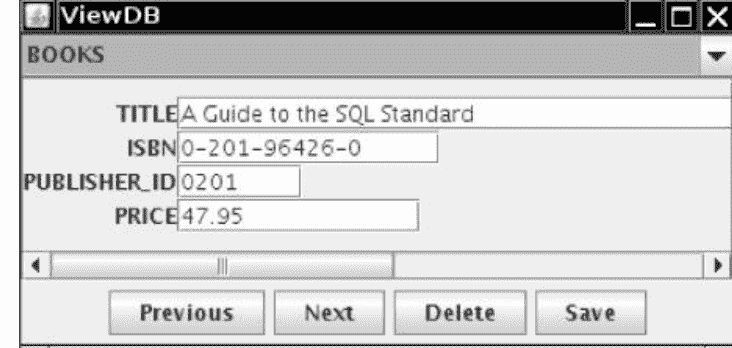 ViewDB
BOOKS
TITLE A Guide to the SQL Standard
ISBN 0-201-96426-0
PUBLISHER_ID 0201
PRICE 47.95
Previous Next Delete Save